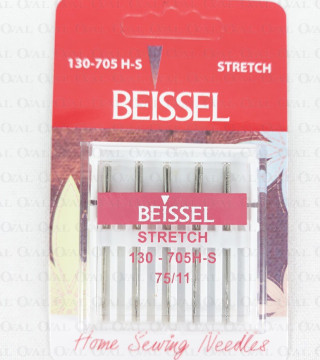 130-705 H-S STRETCH
BEISSEL
BEISSEL
STRETCH
130 - 705H-S
75/11
Home Sewing Needles